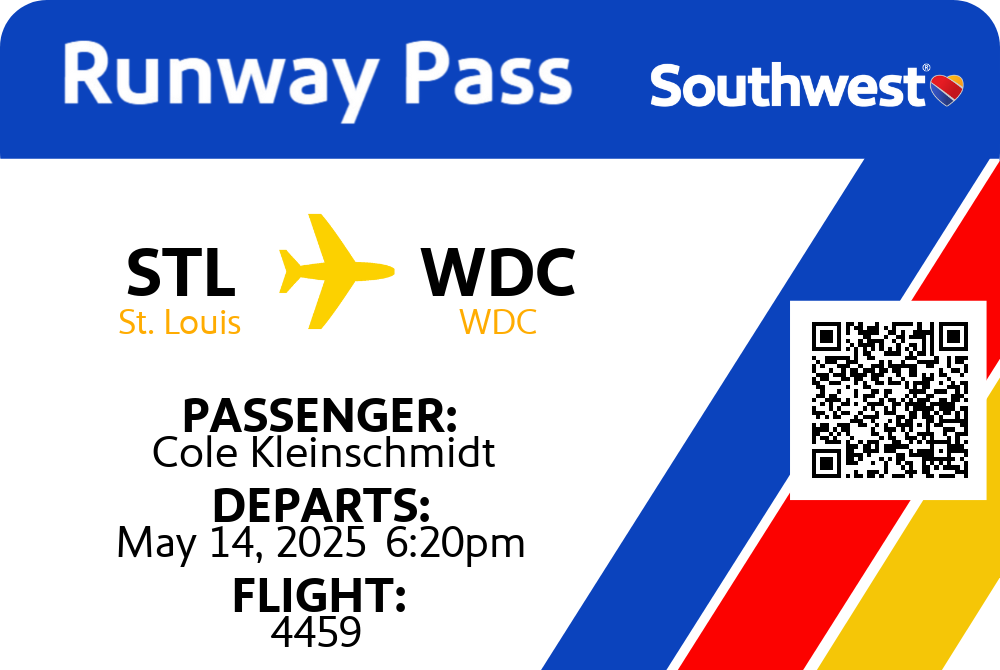 Runway Pass
Southwest®
STL WDC
St. Louis WDC
PASSENGER:
Cole Kleinschmidt
DEPARTS:
May 14, 2025 6:20pm
FLIGHT:
4459